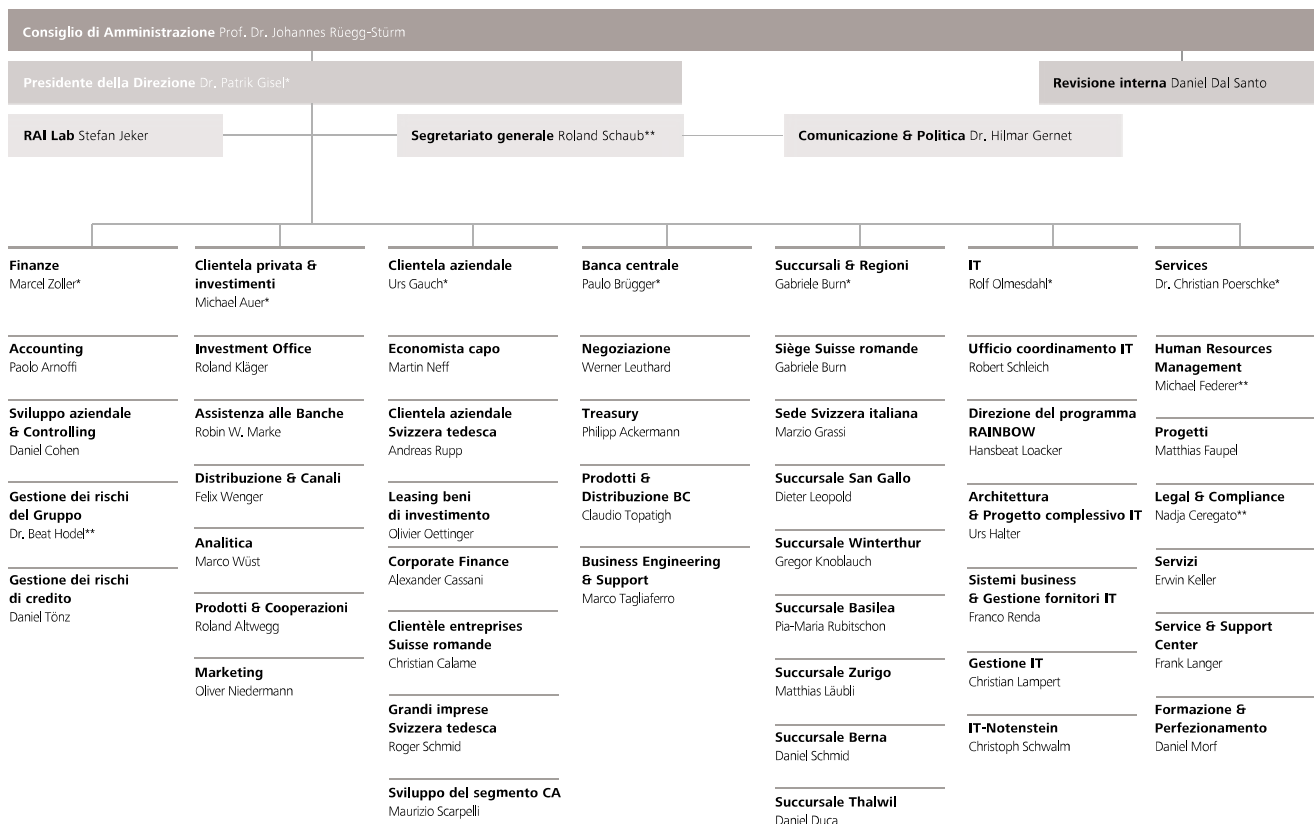 Consiglio di Amministrazione Prof. Dr. Johannes Rüegg-Stürm
Presidente della Direzione Dr. Patrik Gisel*
Revisione interna Daniel Dal Santo
RAI Lab Stefan Jeker
Segretariato generale Roland Schaub**
Comunicazione & Politica Dr. Hilmar Gernet
Finanze
Marcel Zoller*
Accounting
Paolo Arnoffi
Sviluppo aziendale
& Controlling
Daniel Cohen
Gestione dei rischi
del Gruppo
Dr. Beat Hodel**
Gestione dei rischi
di credito
Daniel Tönz
Clientela privata &
investimenti
Michael Auer*
Investment Office
Roland Kläger
Assistenza alle Banche
Robin W. Marke
Distribuzione & Canali
Felix Wenger
Analitica
Marco Wüst
Prodotti & Cooperazioni
Roland Altwegg
Marketing
Oliver Niedermann
Clientela aziendale
Urs Gauch*
Economista capo
Martin Neff
Clientela aziendale
Svizzera tedesca
Andreas Rupp
Leasing beni
di investimento
Olivier Oettinger
Corporate Finance
Alexander Cassani
Clientèle entreprises
Suisse romande
Christian Calame
Grandi imprese
Svizzera tedesca
Roger Schmid
Sviluppo del segmento CA
Maurizio Scarpelli
Banca centrale
Paulo Brügger*
Negoziazione
Werner Leuthard
Treasury
Philipp Ackermann
Prodotti &
Distribuzione BC
Claudio Topatigh
Business Engineering
& Support
Marco Tagliaferro
Succursali & Regioni
Gabriele Burn*
Siège Suisse romande
Gabriele Burn
Sede Svizzera italiana
Marzio Grassi
Succursale San Gallo
Dieter Leopold
Succursale Winterthur
Gregor Knoblauch
Succursale Basilea
Pia-Maria Rubitschon
Succursale Zurigo
Matthias Läubli
Succursale Berna
Daniel Schmid
Succursale Thalwil
Daniel Duca
IT
Rolf Olmesdahl*
Ufficio coordinamento IT
Robert Schleich
Direzione del programma
RAINBOW
Hansbeat Loacker
Architettura
& Progetto complessivo IT
Urs Halter
Sistemi business
& Gestione fornitori IT
Franco Renda
Gestione IT
Christian Lampert
IT-Notenstein
Christoph Schwalm
Services
Dr. Christian Poerschke*
Human Resources
Management
Michael Federer**
Progetti
Matthias Faupel
Legal & Compliance
Nadja Ceregato**
Servizi
Erwin Keller
Service & Support
Center
Frank Langer
Formazione &
Perfezionamento
Daniel Morf